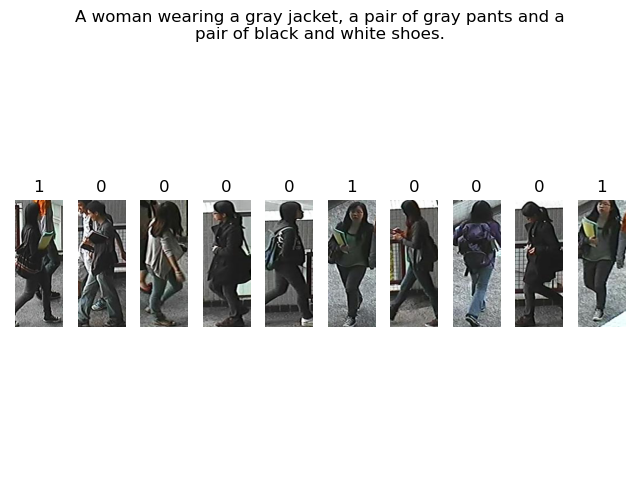 A woman wearing a gray jacket, a pair of gray pants and a
pair of black and white shoes.
1 0 0 0 0 1 0 0 0 1